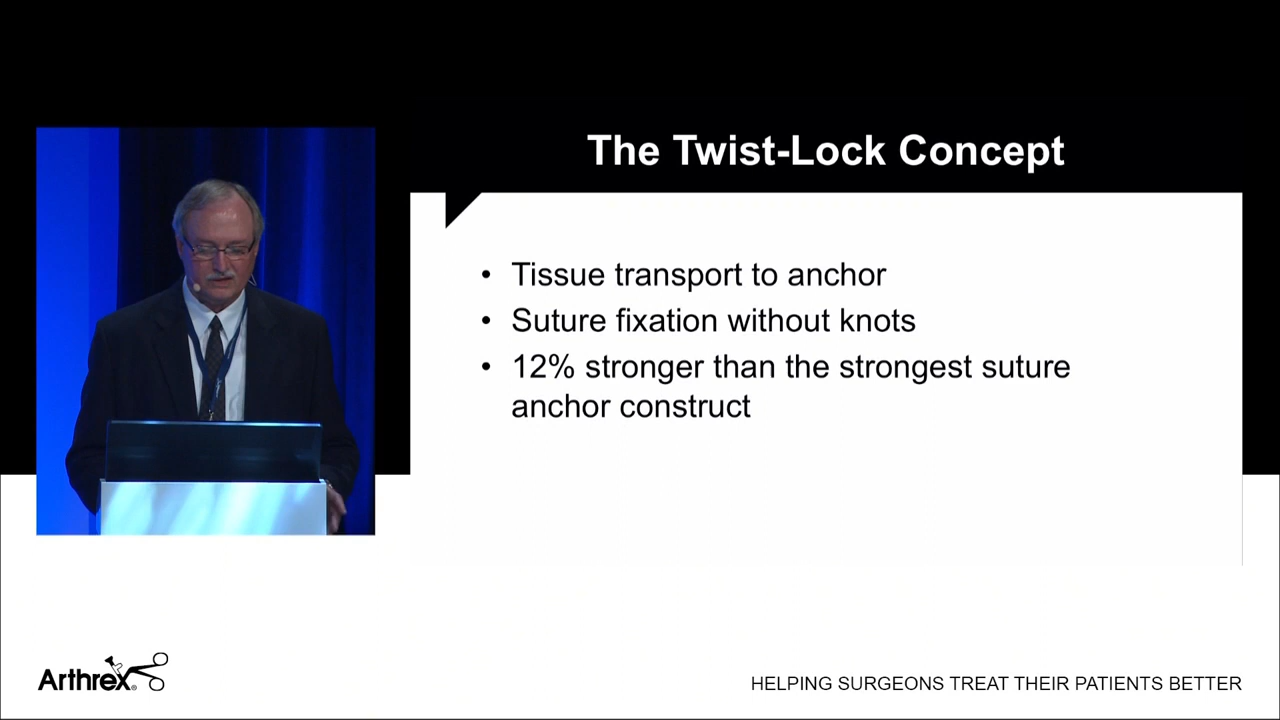 The Twist-Lock Concept
• Tissue transport to anchor
• Suture fixation without knots
• 12% stronger than the strongest suture
anchor construct
Arthrex®
HELPING SURGEONS TREAT THEIR PATIENTS BETTER